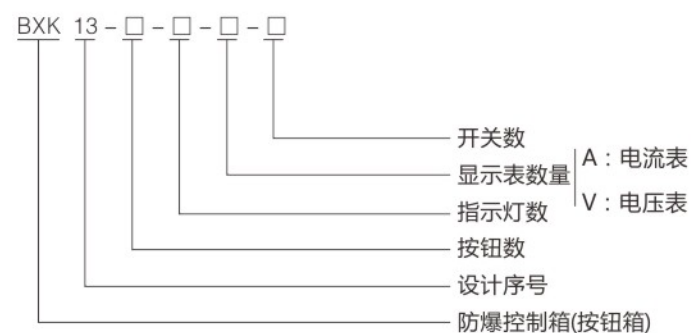 BXK 13-□-□-□-□
开关数
显示表数量
A：电流表
V：电压表
指示灯数
按钮数
设计序号
防爆控制箱(按钮箱)